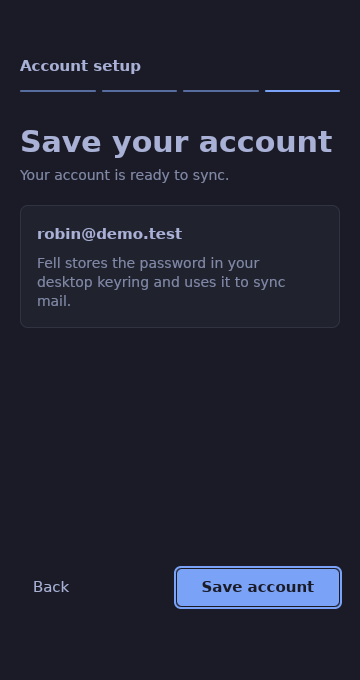 Account setup
Save your account
Your account is ready to sync.
robin@demo.test
Fell stores the password in your
desktop keyring and uses it to sync
mail.
Back
Save account